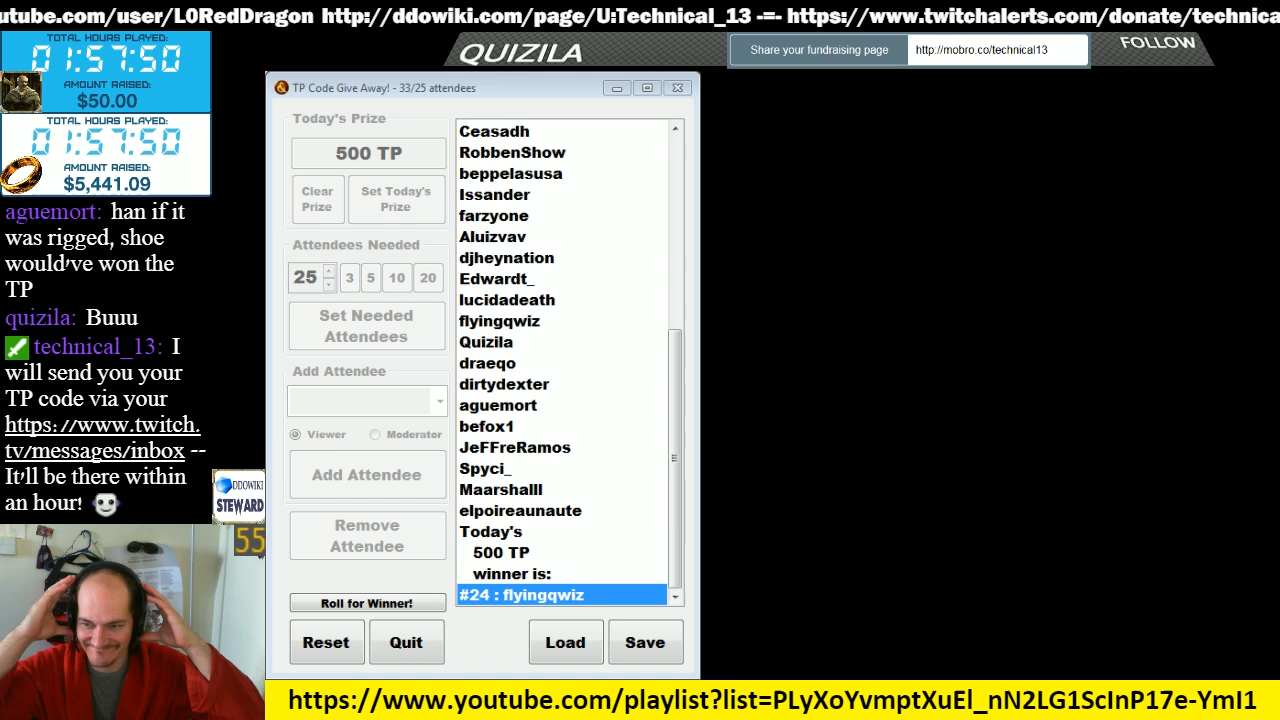 utube.com/user/L0RedDragon http://ddowiki.com/page/U:Technical_13 -=- https://www.twitchalerts.com/donate/technica
TOTAL HOURS PLAYED:
01:57:50
AMOUNT RAISED:
$50.00
TOTAL HOURS PLAYED:
01:57:50
AMOUNT RAISED:
$5,441.09
aguemort: han if it
was rigged, shoe
would've won the
TP
quizila: Buuu
technical_13: I
will send you your
TP code via your
https://www.twitch.
tv/messages/inbox --
It'll be there within
an hour!
DDOWIKI
STEWARD
55
QUIZILA
Share your fundraising page
http://mobro.co/technical13
FOLLOW
TP Code Give Away! - 33/25 attendees
Today's Prize
500 TP
Clear
Prize
Set Today's
Prize
Attendees Needed
25
3
5
10
20
Set Needed
Attendees
Add Attendee
Viewer
Moderator
Add Attendee
Remove
Attendee
Roll for Winner!
Reset
Quit
Ceasadh
RobbenShow
beppelasusa
Issander
farzyone
Aluizvav
djheynation
Edwardt_
lucidadeath
flyingqwiz
Quizila
draeqo
dirtydexter
aguemort
befox1
JeFFreRamos
Spyci_
Maarshalll
elpoireaunaute
Today's
500 TP
winner is:
#24 : flyingqwiz
Load
Save
https://www.youtube.com/playlist?list=PLyXoYvmptXuEl_nN2LG1ScInP17e-YmI1